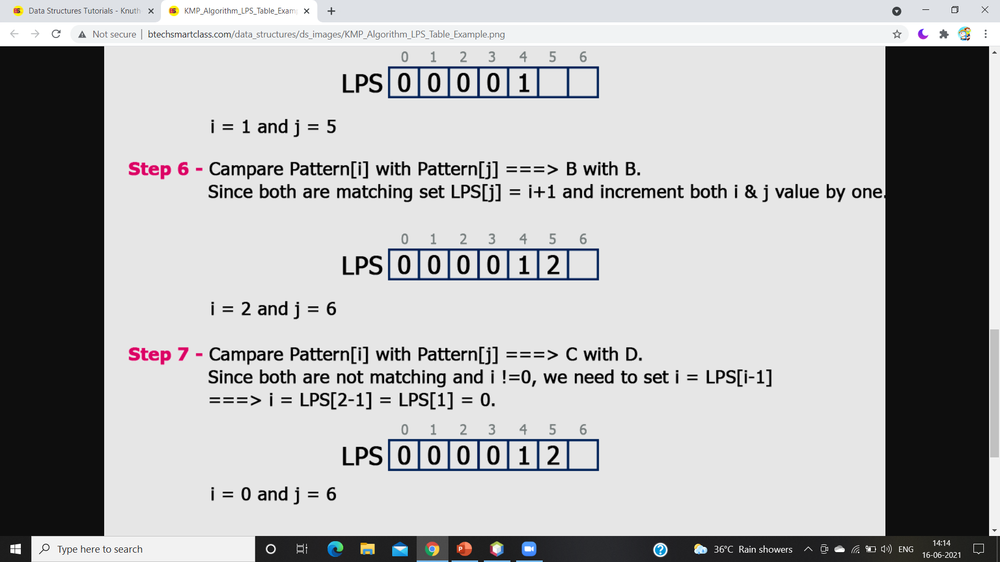 Data Structures Tutorials - Knuth-
KMP_Algorithm_LPS_Table_Exam
Not secure
btechsmartclass.com/data_structures/ds_images/KMP_Algorithm_LPS_Table_Example.png
0 1 2 3 4 5 6
LPS 0 0 0 0 1
i = 1 and j = 5
Step 6 - Campare Pattern[i] with Pattern[j] ===> B with B.
Since both are matching set LPS[j] = i+1 and increment both i & j value by one.
0 1 2 3 4 5 6
LPS 0 0 0 0 1 2
i = 2 and j = 6
Step 7 - Campare Pattern[i] with Pattern[j] ===> C with D.
Since both are not matching and i !=0, we need to set i = LPS[i-1]
===> i = LPS[2-1] = LPS[1] = 0.
0 1 2 3 4 5 6
LPS 0 0 0 0 1 2
i = 0 and j = 6
Type here to search
36°C Rain showers
ENG
14:14
16-06-2021